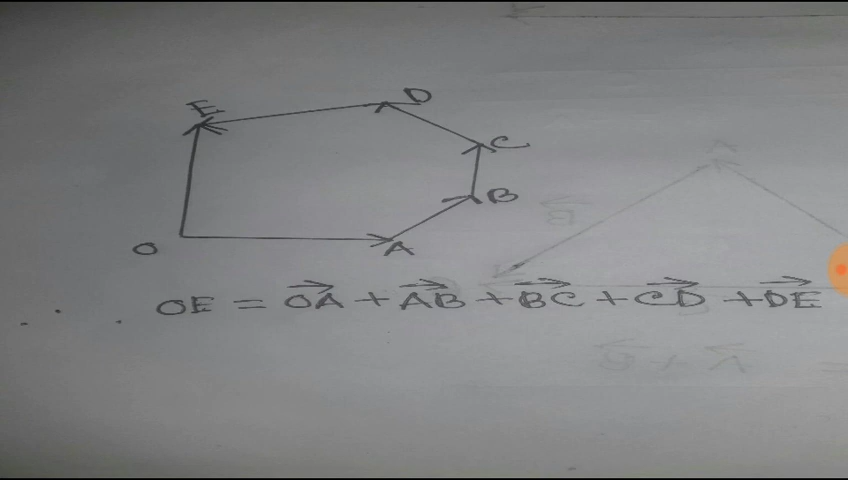 E
D
C
B
O
A
∴ OE = →OA + →AB + →BC + →CD + →DE